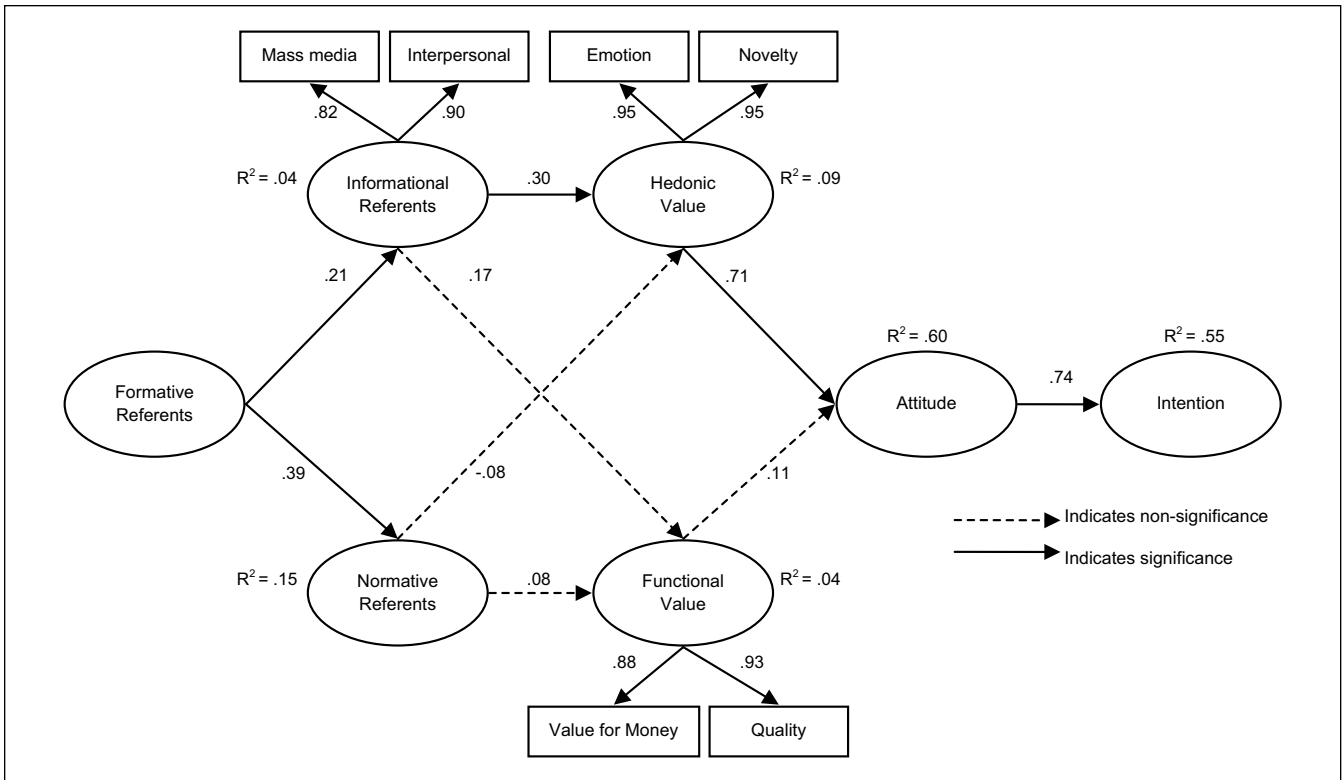 Mass media
Interpersonal
Emotion
Novelty
.82
.90
.95
.95
R² = .04
Informational
Referents
.30
Hedonic
Value
R² = .09
.21
.17
.71
R² = .60
R² = .55
Formative
Referents
Attitude
.74
Intention
.39
-.08
.11
Indicates non-significance
Indicates significance
R² = .15
Normative
Referents
.08
Functional
Value
R² = .04
.88
.93
Value for Money
Quality